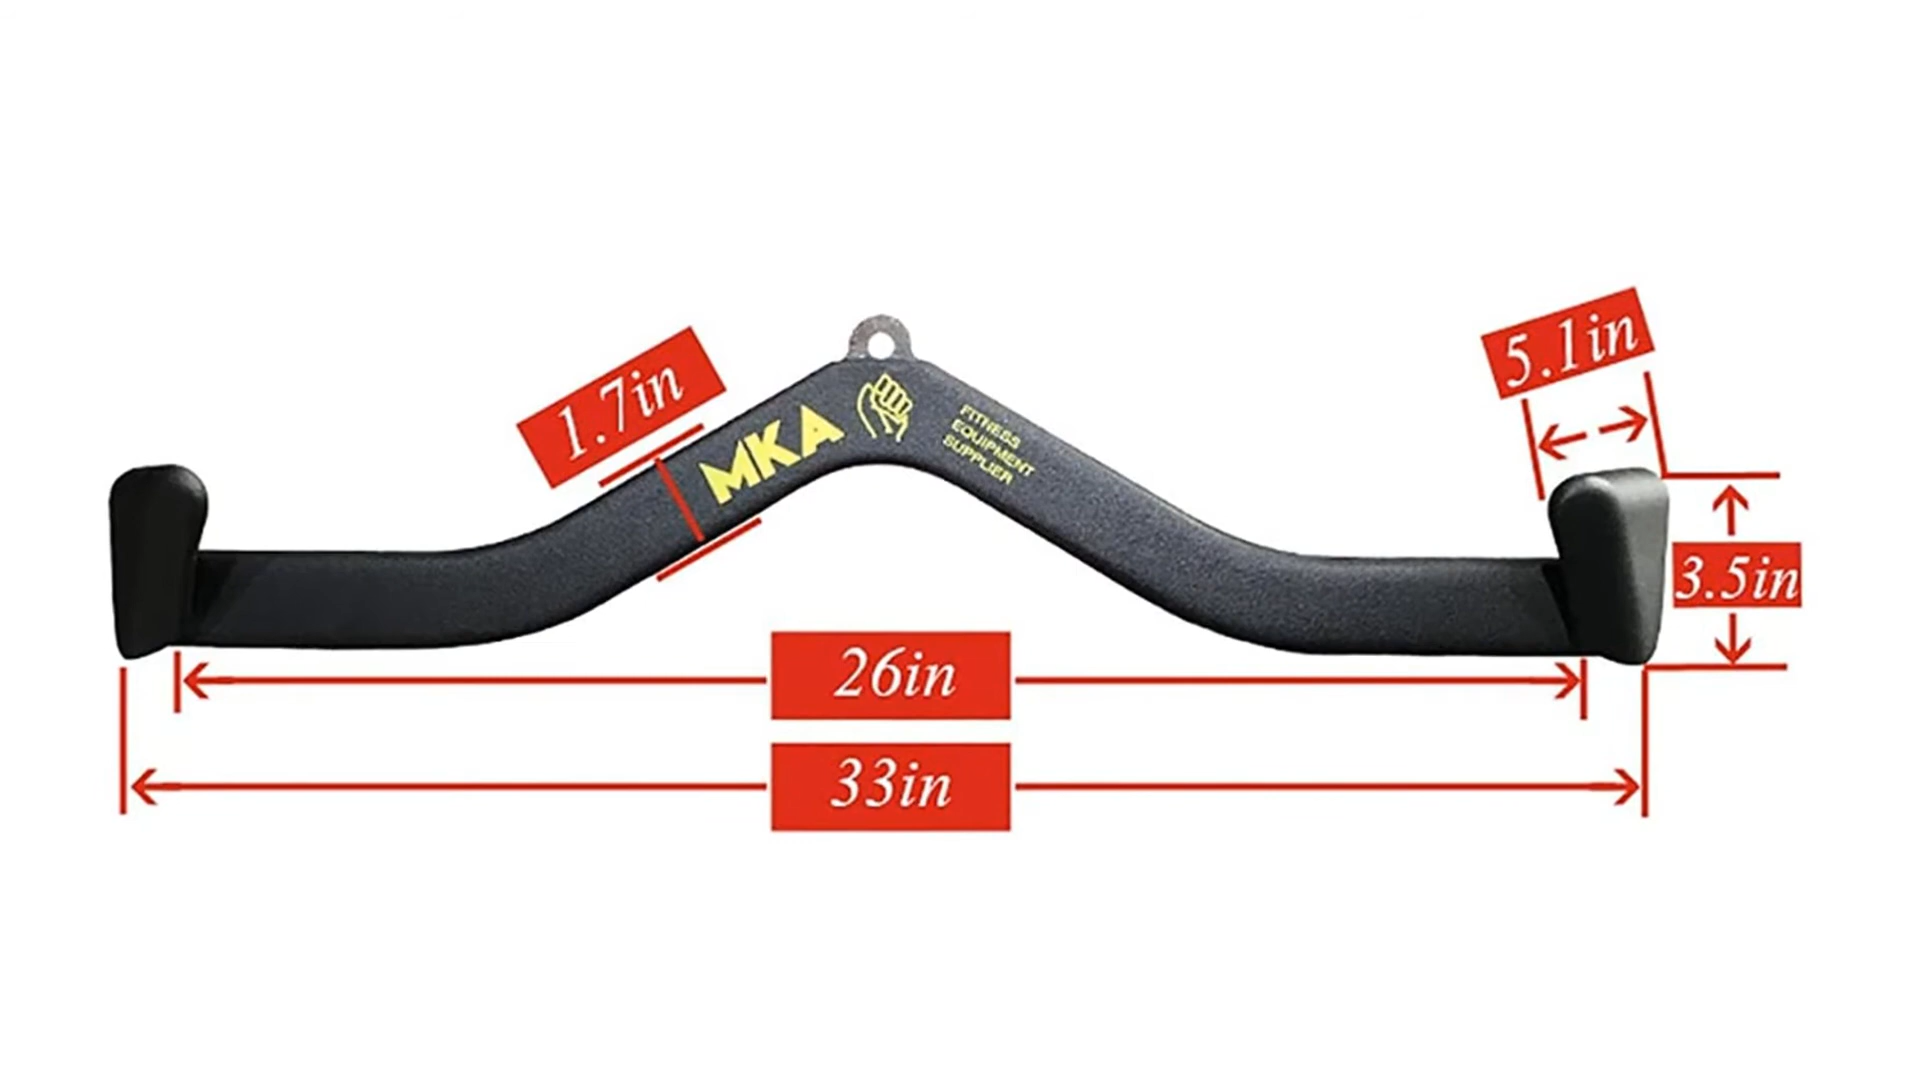 5.1in
1.7in
MKA
FITNESS
EQUIPMENT
SUPPLIER
3.5in
26in
33in